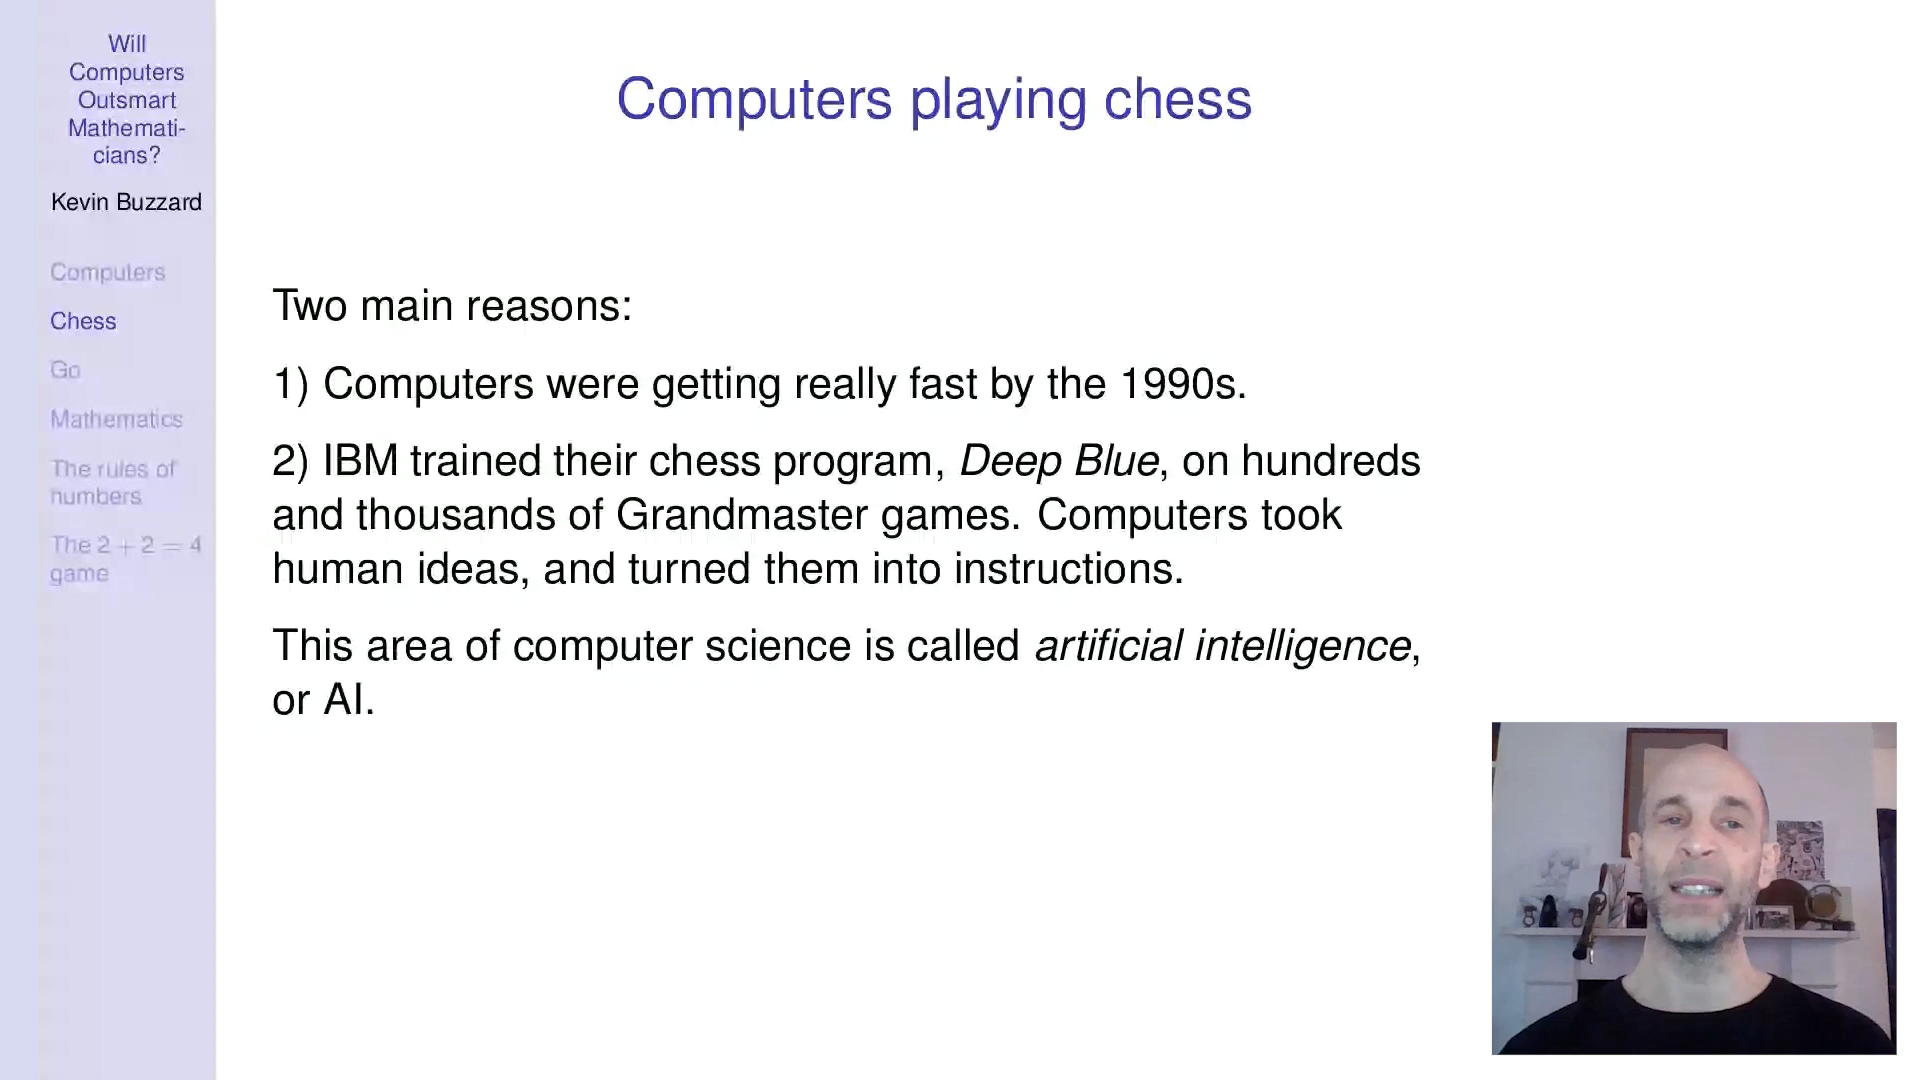 Will
Computers
Outsmart
Mathemati-
cians?
Kevin Buzzard
Computers
Chess
Go
Mathematics
The rules of
numbers
The 2 + 2 = 4
game
Computers playing chess
Two main reasons:
1) Computers were getting really fast by the 1990s.
2) IBM trained their chess program, Deep Blue, on hundreds
and thousands of Grandmaster games. Computers took
human ideas, and turned them into instructions.
This area of computer science is called artificial intelligence,
or AI.